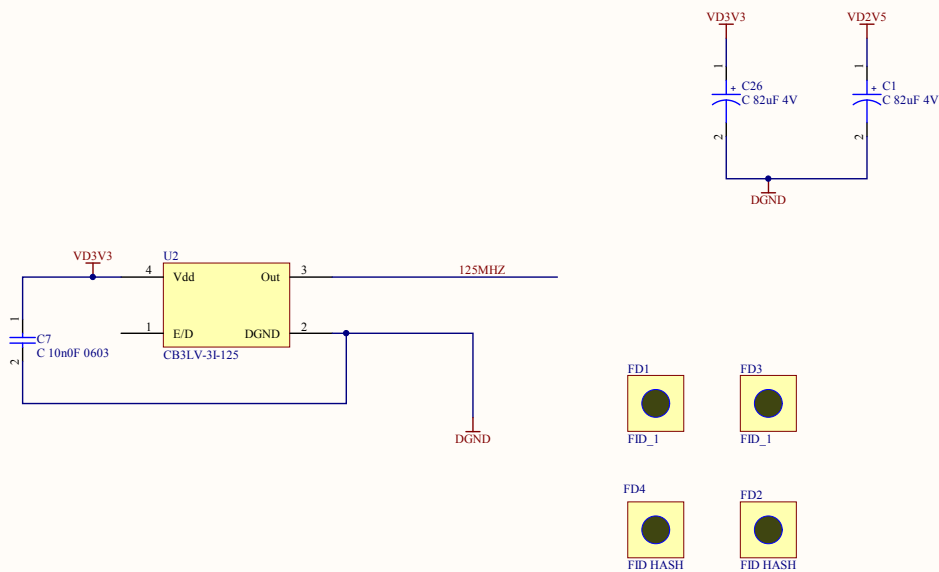 VD3V3
VD2V5
1
1
+ C26
+ C1
C 82uF 4V
C 82uF 4V
2
2
DGND
VD3V3
U2
4
Vdd
Out
3
125MHZ
1
C7
C 10n0F 0603
2
1
E/D
DGND
2
CB3LV-3I-125
DGND
FD1
FD3
FID_1
FID_1
FD4
FD2
FID HASH
FID HASH